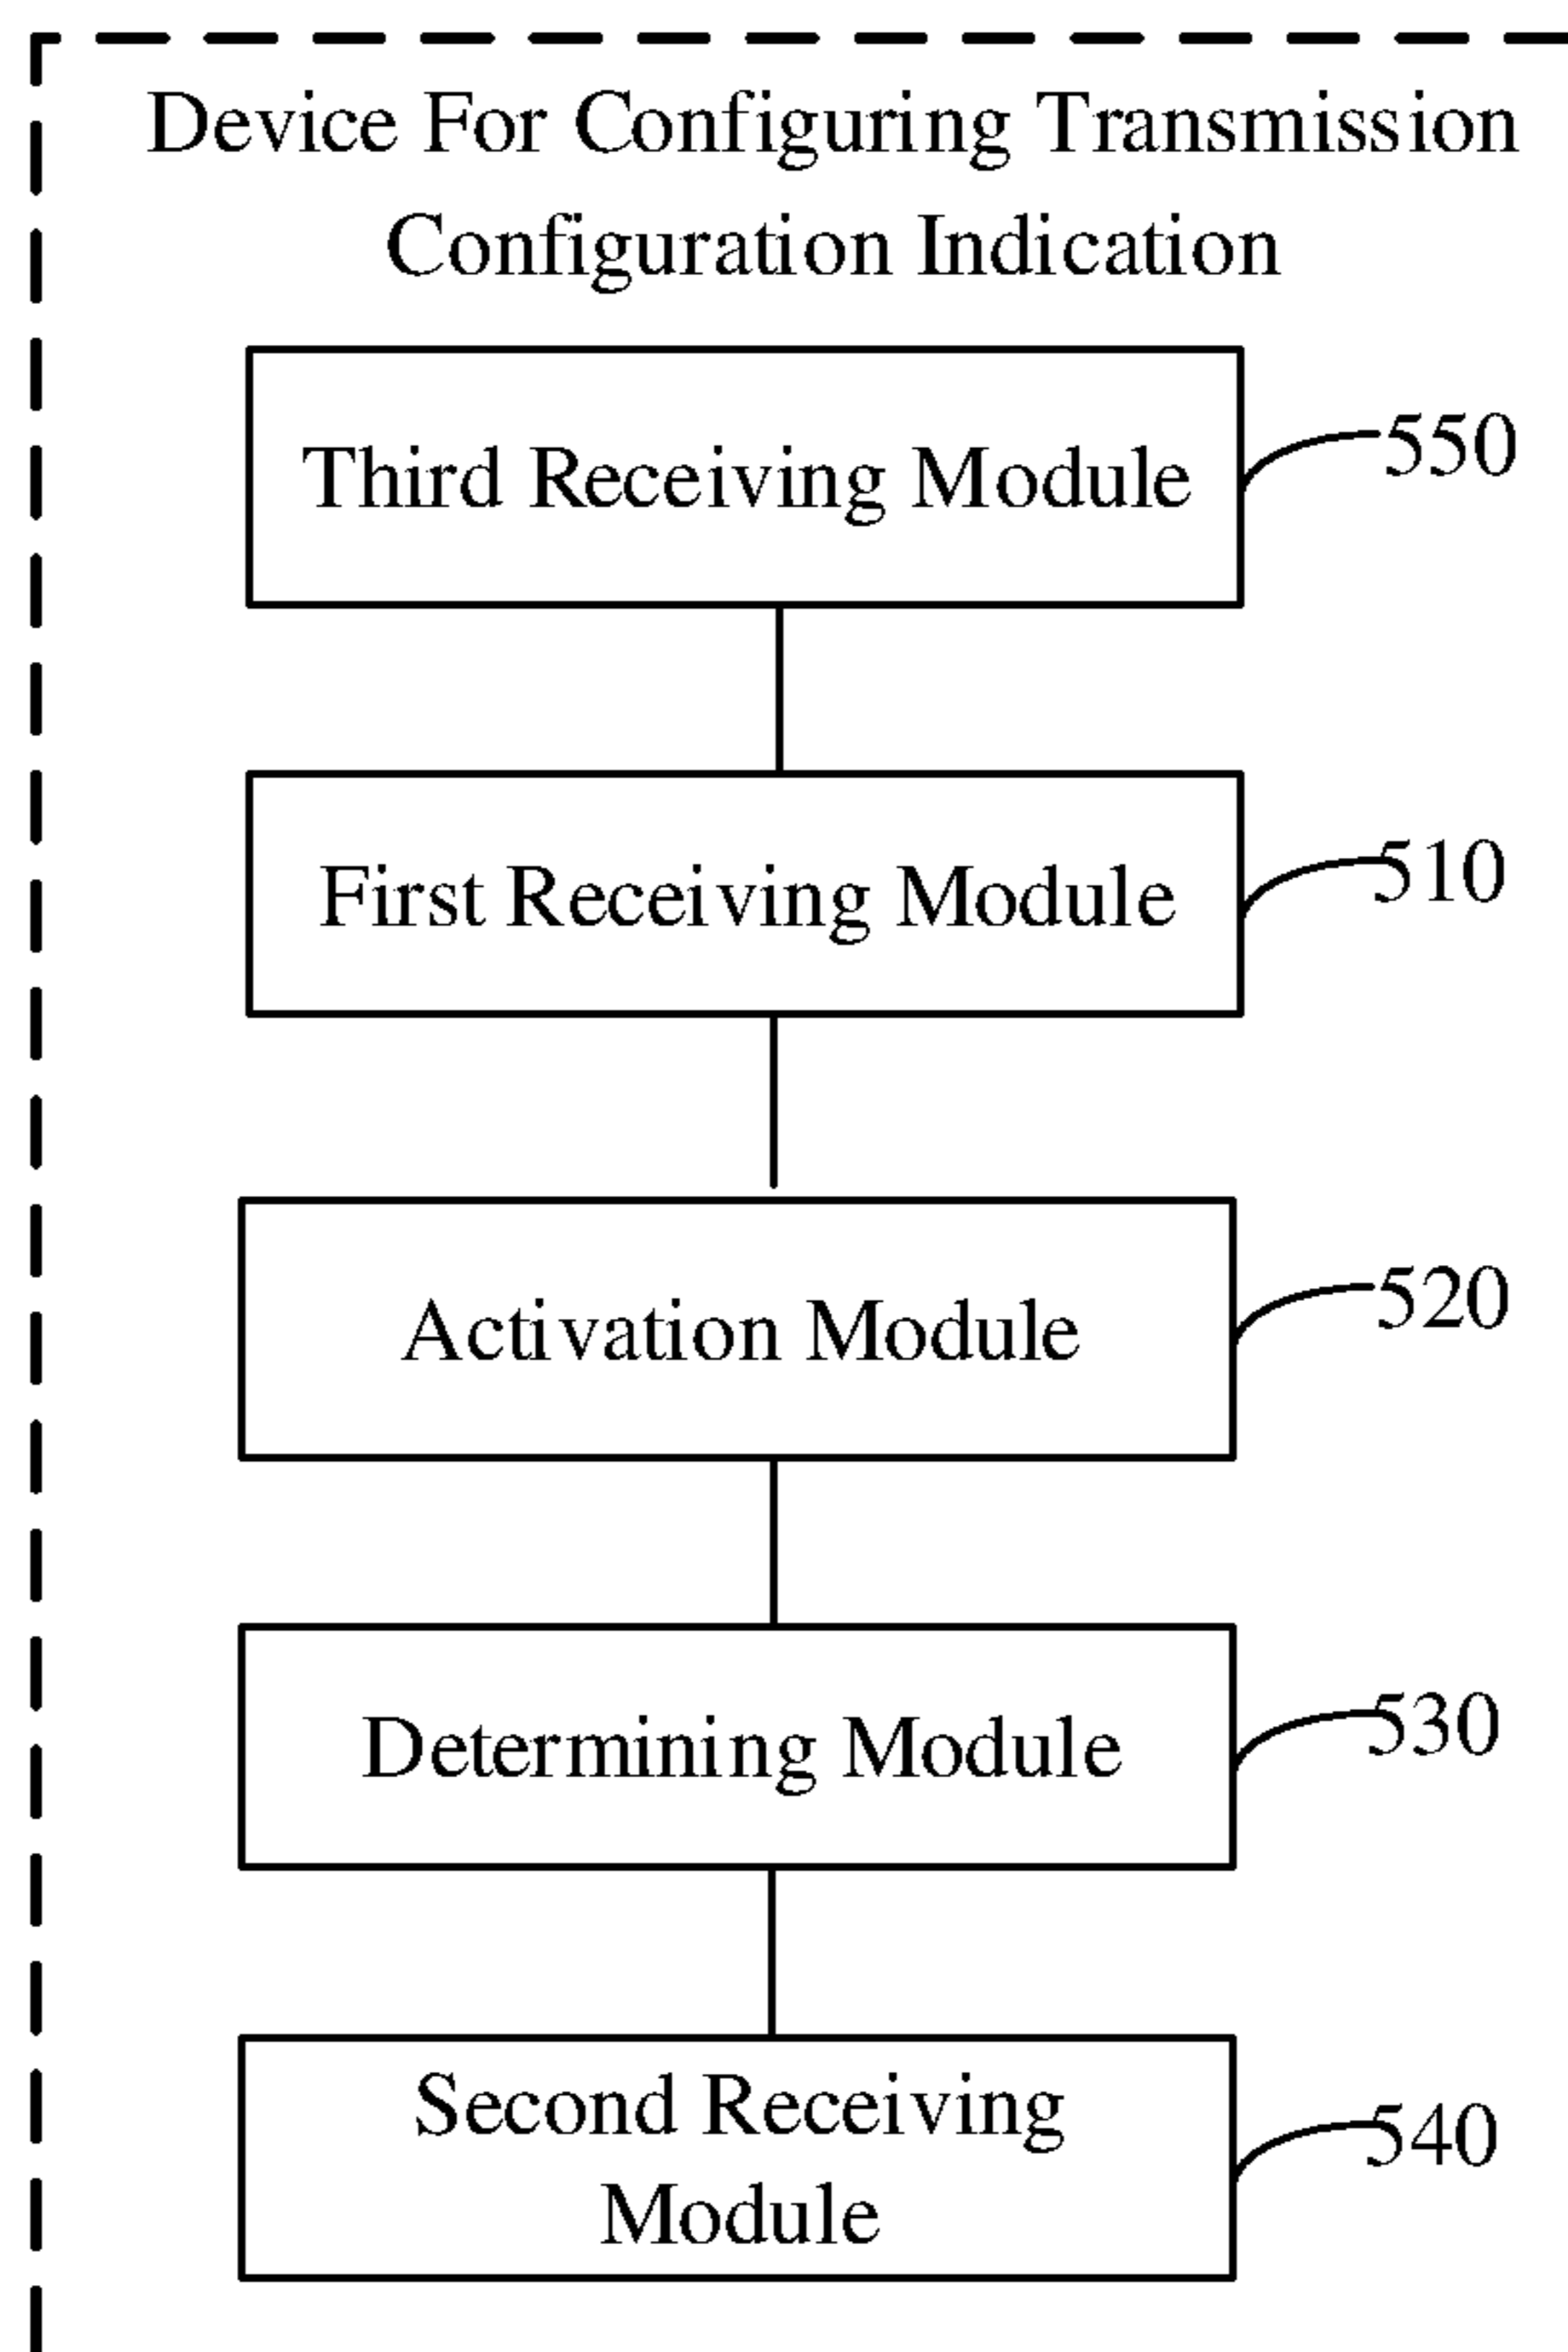 Device For Configuring Transmission
Configuration Indication
Third Receiving Module
550
First Receiving Module
510
Activation Module
520
Determining Module
530
Second Receiving
Module
540